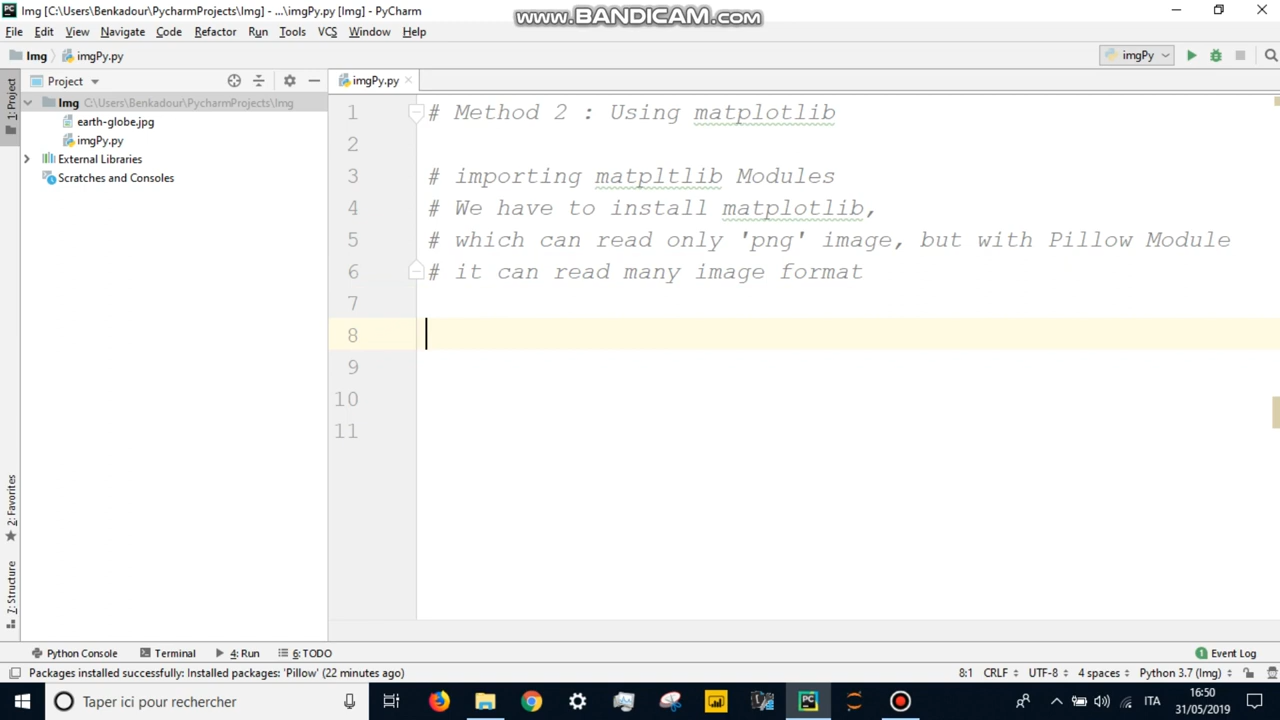 Img [C:\Users\Benkadour\PycharmProjects\Img] - ...\imgPy.py [Img] - PyCharm
www.BANDICAM.com
File Edit View Navigate Code Refactor Run Tools VCS Window Help
Img imgPy.py
imgPy
Project
imgPy.py
1: Project
Img C:\Users\Benkadour\PycharmProjects\Img
earth-globe.jpg
imgPy.py
External Libraries
Scratches and Consoles
1 # Method 2 : Using matplotlib
2
3 # importing matpltlib Modules
4 # We have to install matplotlib,
5 # which can read only 'png' image, but with Pillow Module
6 # it can read many image format
7
8
9
10
11
2: Favorites
7: Structure
Python Console Terminal 4: Run 6: TODO
1 Event Log
Packages installed successfully: Installed packages: 'Pillow' (22 minutes ago)
8:1 CRLF UTF-8 4 spaces Python 3.7 (Img)
Taper ici pour rechercher
PC
ITA
16:50
31/05/2019